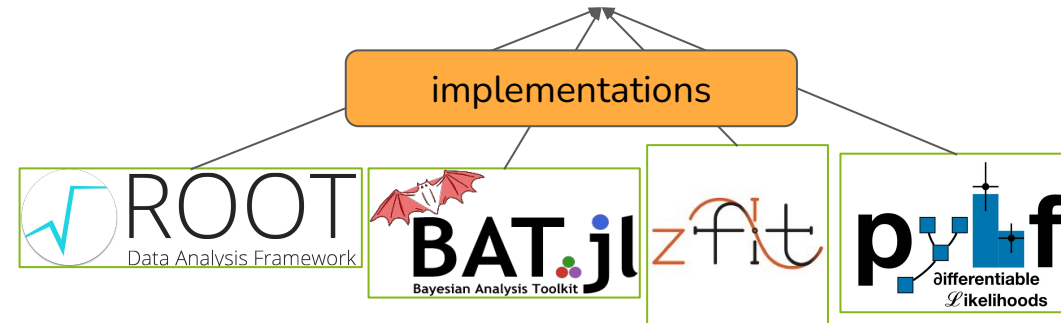 implementations
ROOT
Data Analysis Framework
BAT.jl
Bayesian Analysis Toolkit
zfit
pyhf
∂ifferentiable
ℒikelihoods